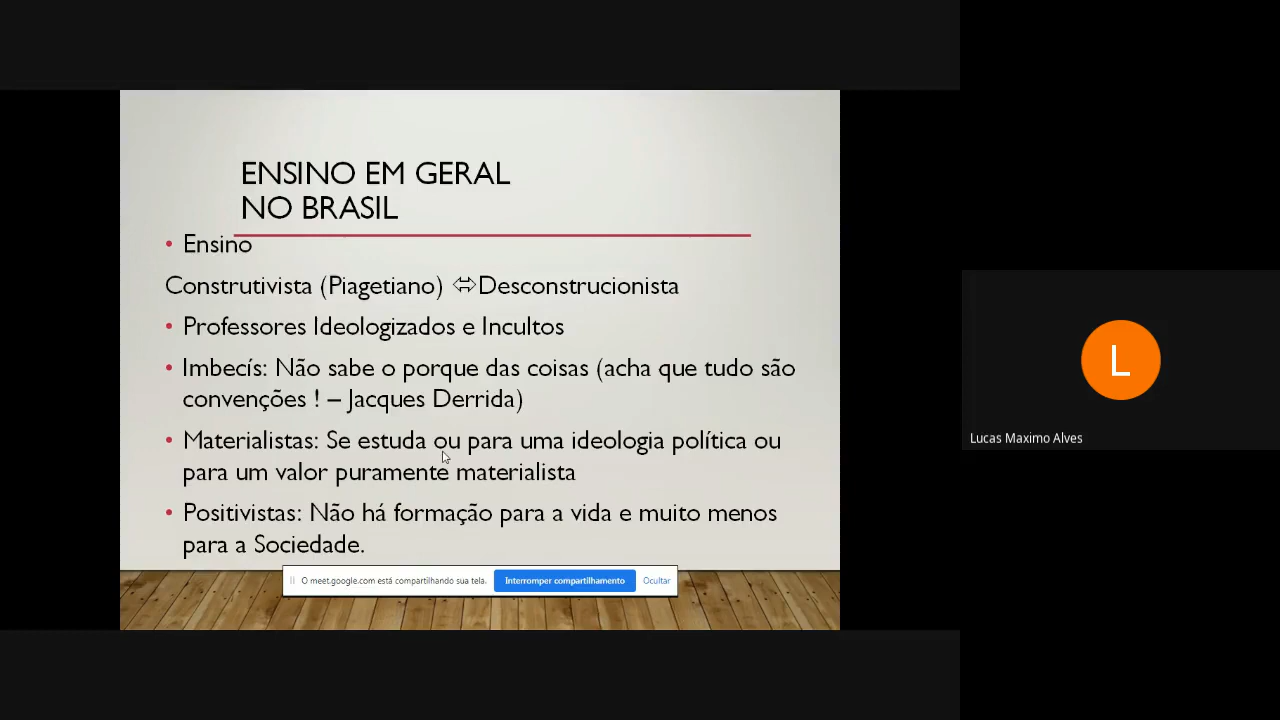 ENSINO EM GERAL
NO BRASIL
• Ensino
Construtivista (Piagetiano) ⬄Desconstrucionista
• Professores Ideologizados e Incultos
• Imbecís: Não sabe o porque das coisas (acha que tudo são
convenções ! – Jacques Derrida)
• Materialistas: Se estuda ou para uma ideologia política ou
para um valor puramente materialista
• Positivistas: Não há formação para a vida e muito menos
para a Sociedade.
O meet.google.com está compartilhando sua tela. Interromper compartilhamento Ocultar
L
Lucas Maximo Alves